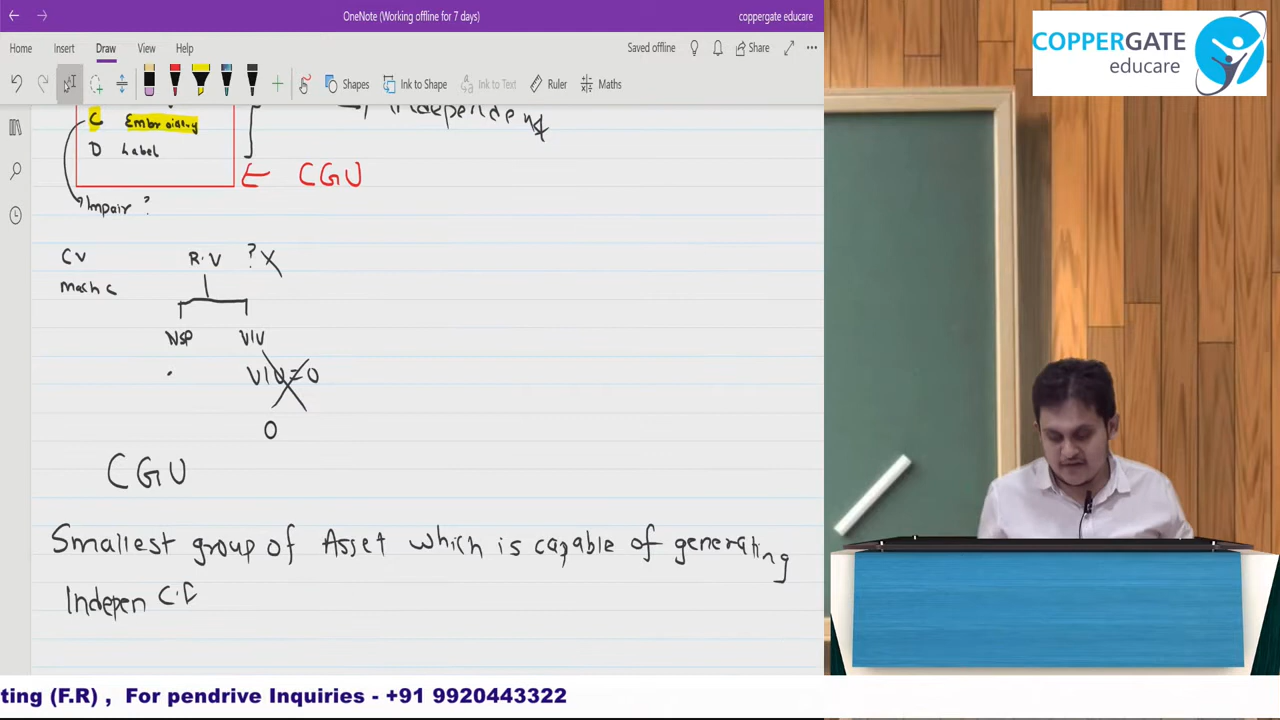 OneNote (Working offline for 7 days)
coppergate educare
Home Insert Draw View Help
Saved offline Share
Shapes Ink to Shape Ink to Text Ruler Maths
COPPERGATE
educare
Independent
C Embroidery
D Label
CGU
Impair ?
CV R.V ? X
Mach C
NSP VIV
VIU = 0
0
CGU
Smallest group of Asset which is capable of generating
Indepen C.F
ting (F.R) , For pendrive Inquiries - +91 9920443322